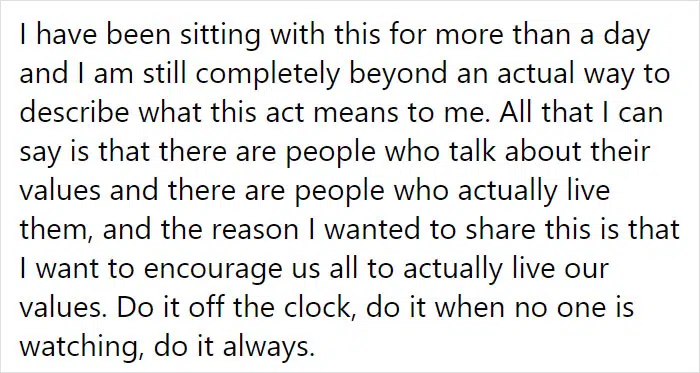 I have been sitting with this for more than a day
and I am still completely beyond an actual way to
describe what this act means to me. All that I can
say is that there are people who talk about their
values and there are people who actually live
them, and the reason I wanted to share this is that
I want to encourage us all to actually live our
values. Do it off the clock, do it when no one is
watching, do it always.